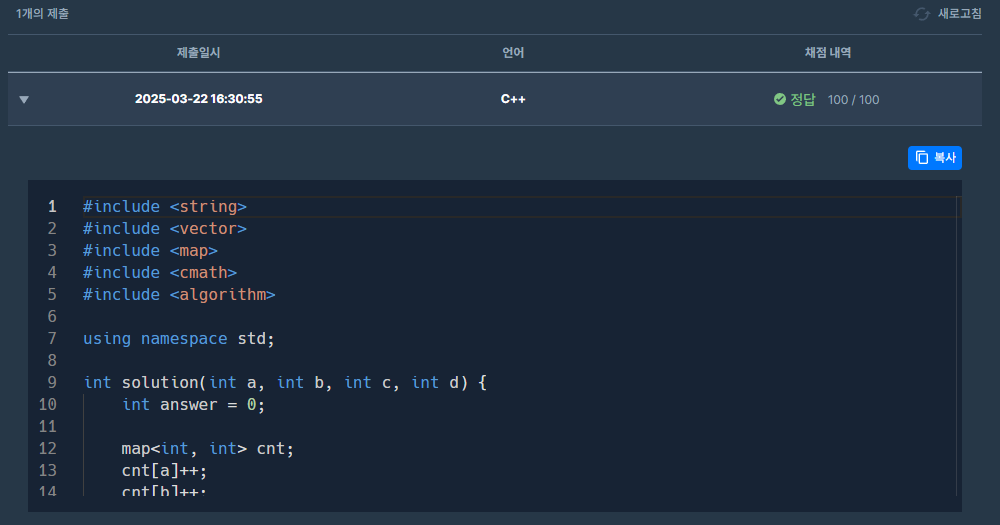 1개의 제출
새로고침
제출일시 언어 채점 내역
▼ 2025-03-22 16:30:55 C++ 정답 100 / 100
복사
1 #include <string>
2 #include <vector>
3 #include <map>
4 #include <cmath>
5 #include <algorithm>
6
7 using namespace std;
8
9 int solution(int a, int b, int c, int d) {
10 int answer = 0;
11
12 map<int, int> cnt;
13 cnt[a]++;
14 cnt[b]++;